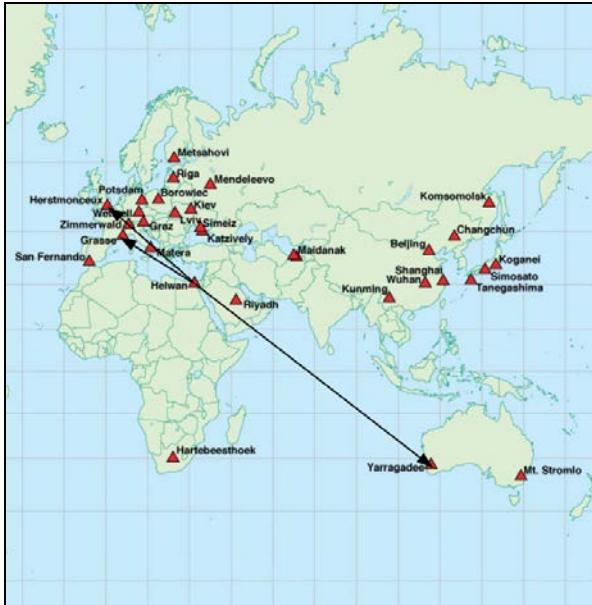 Metsahovi
Riga
Mendeleevo
Potsdam
Borowiec
Komsomolsk
Herstmonceux
Kiev
Wettzell
Lviv
Simeiz
Zimmerwald
Graz
Changchun
Katzively
Grasse
Matera
Beijing
Maidanak
San Fernando
Koganei
Shanghai
Simosato
Helwan
Wuhan
Tanegashima
Kunming
Riyadh
Hartebeesthoek
Yarragadee
Mt. Stromlo